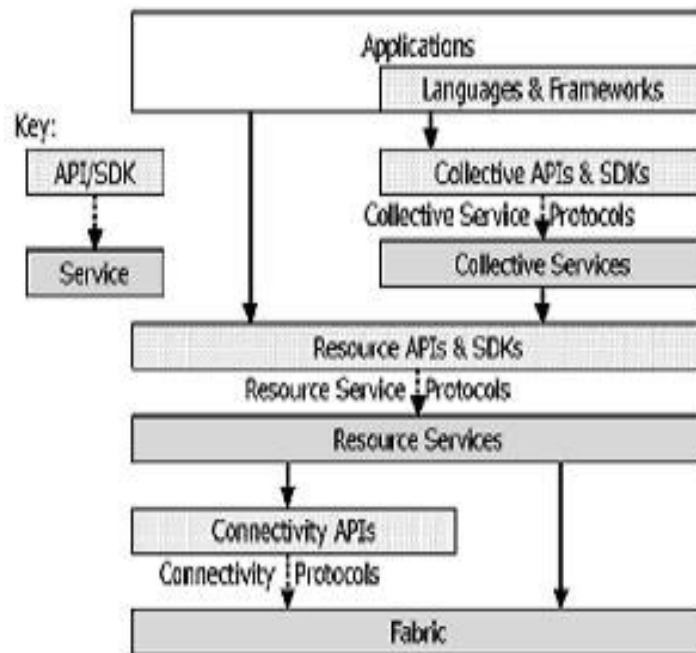 Applications
Languages & Frameworks
Key:
API/SDK
Service
Collective APIs & SDKs
Collective Service Protocols
Collective Services
Resource APIs & SDKs
Resource Service Protocols
Resource Services
Connectivity APIs
Connectivity Protocols
Fabric